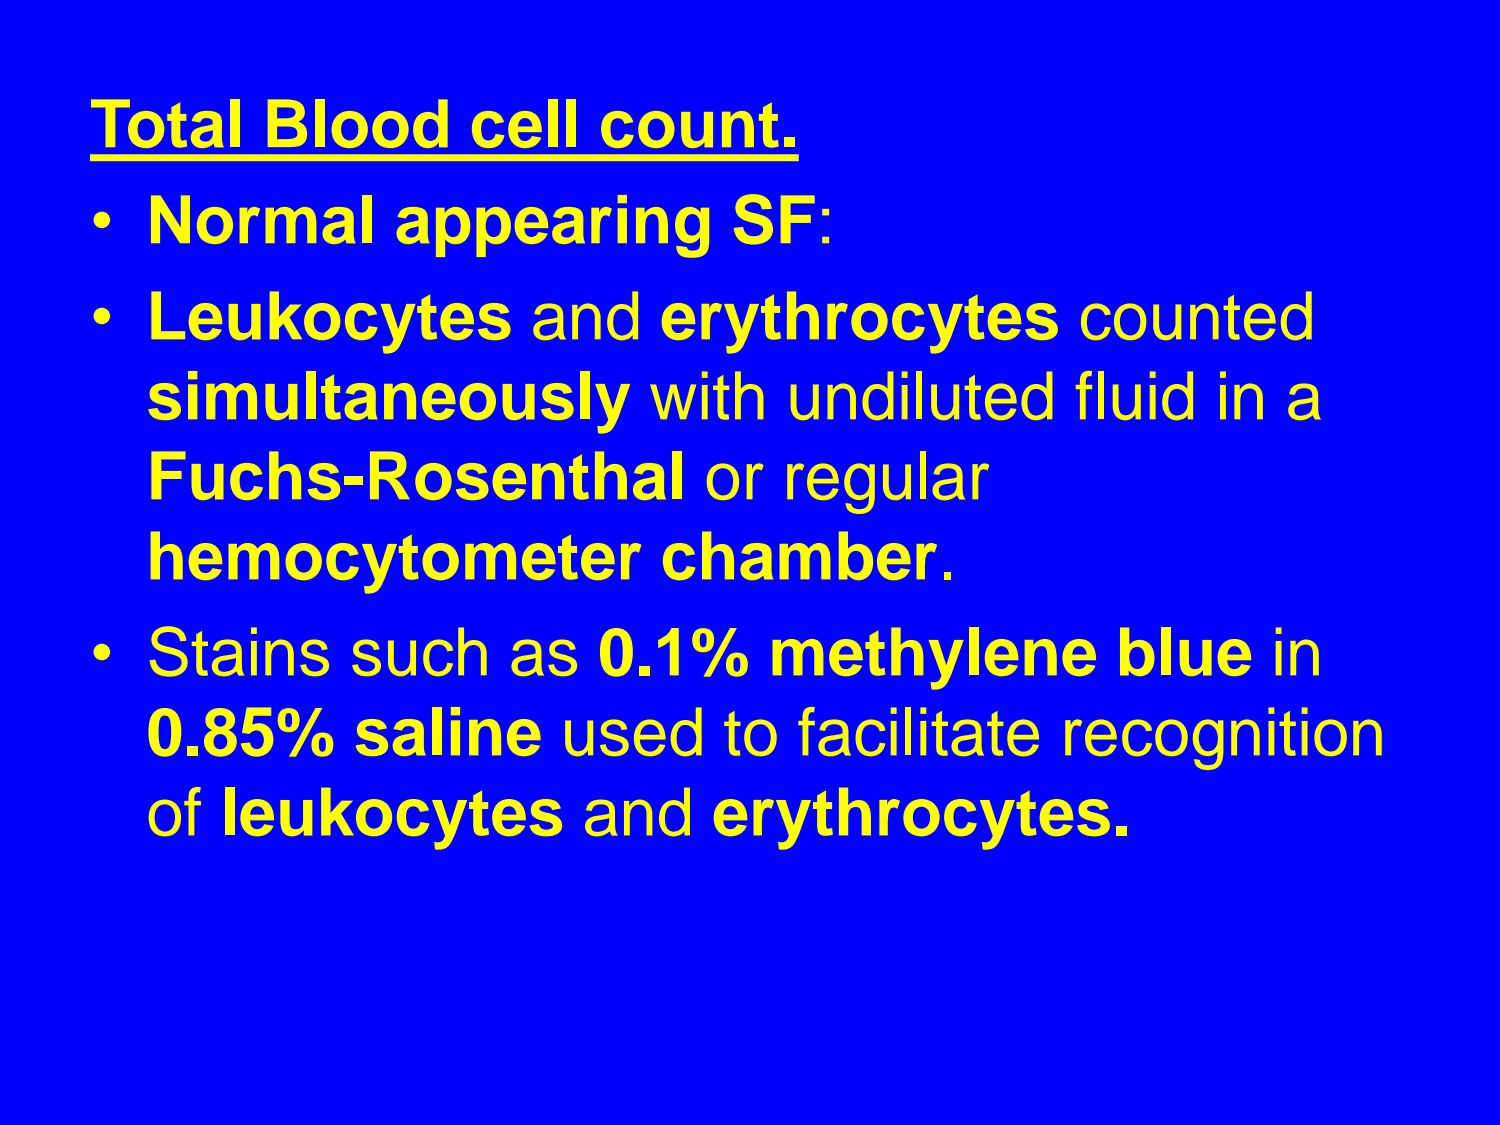 Total Blood cell count.
• Normal appearing SF:
• Leukocytes and erythrocytes counted
simultaneously with undiluted fluid in a
Fuchs-Rosenthal or regular
hemocytometer chamber.
• Stains such as 0.1% methylene blue in
0.85% saline used to facilitate recognition
of leukocytes and erythrocytes.